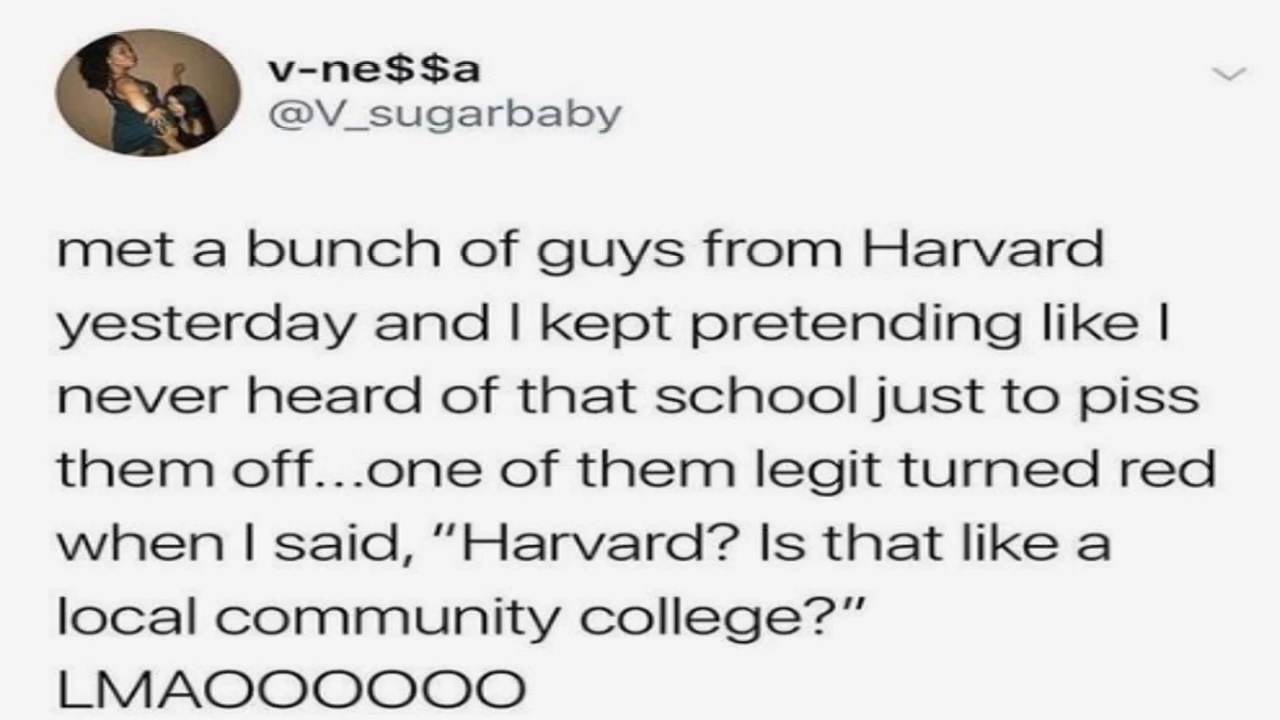 v-ne$$a
@V_sugarbaby
met a bunch of guys from Harvard
yesterday and I kept pretending like I
never heard of that school just to piss
them off...one of them legit turned red
when I said, “Harvard? Is that like a
local community college?”
LMAOOOOOOO